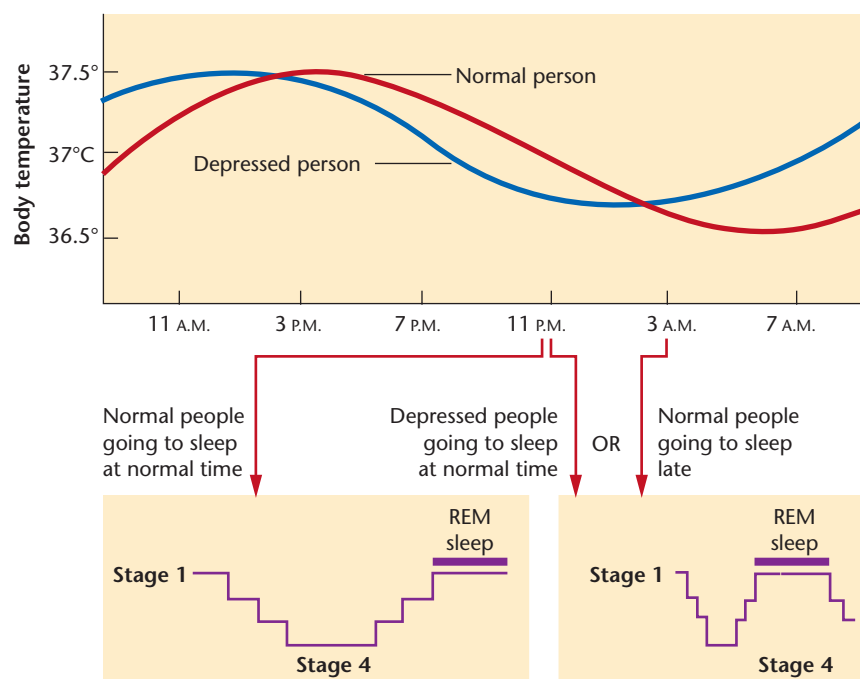 Body temperature
37.5°
37°C
36.5°
Normal person
Depressed person
11 A.M.
3 P.M.
7 P.M.
11 P.M.
3 A.M.
7 A.M.
Normal people
going to sleep
at normal time
Depressed people
going to sleep
at normal time
OR
Normal people
going to sleep
late
REM
sleep
Stage 1
Stage 4
REM
sleep
Stage 1
Stage 4